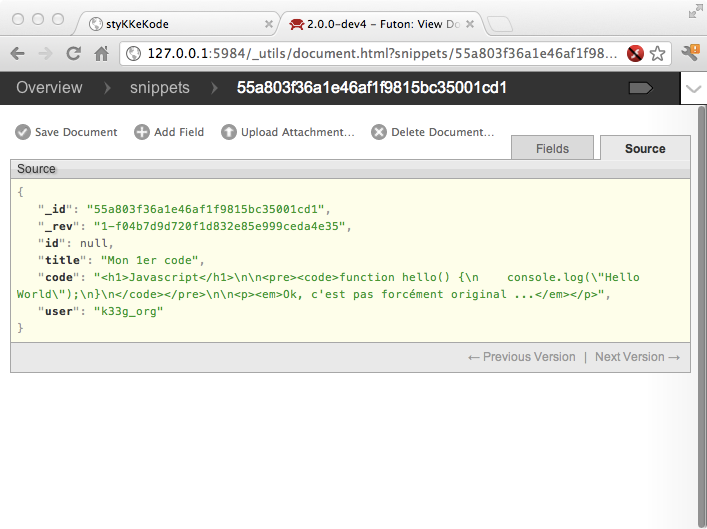 styKKeKode
2.0.0-dev4 – Futon: View Do
127.0.0.1:5984/_utils/document.html?snippets/55a803f36a1e46af1f98...
Overview snippets 55a803f36a1e46af1f9815bc35001cd1
Save Document Add Field Upload Attachment... Delete Document...
Fields Source
Source
{
"_id": "55a803f36a1e46af1f9815bc35001cd1",
"_rev": "1-f04b7d9d720f1d832e85e999ceda4e35",
"id": null,
"title": "Mon 1er code",
"code": "<h1>Javascript</h1>\n\n<pre><code>function hello() {\n    console.log(\"Hello
World\");\n}\n</code></pre>\n\n<p><em>Ok, c'est pas forcément original ...</em></p>",
"user": "k33g_org"
}
← Previous Version | Next Version →